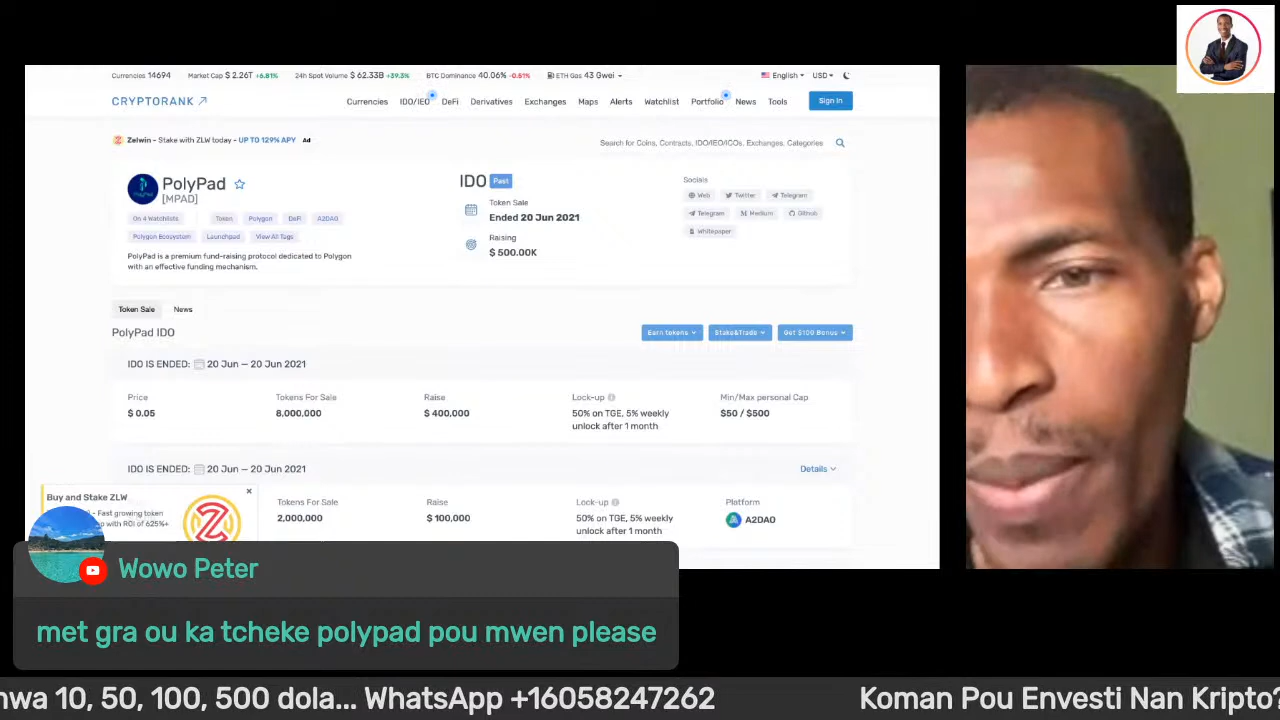 Currencies 14694 Market Cap $ 2.26T +6.81% 24h Spot Volume $ 62.33B +39.3% BTC Dominance 40.06% -0.51% ETH Gas 43 Gwei English USD
CRYPTORANK Currencies IDO/IEO DeFi Derivatives Exchanges Maps Alerts Watchlist Portfolio News Tools Sign In
Zelwin - Stake with ZLW today - UP TO 129% APY Ad
Search for Coins, Contracts, IDO/IEO/ICOs, Exchanges, Categories
PolyPad
[MPAD]
On 4 Watchlists Token Polygon DeFi A2DAO
Polygon Ecosystem Launchpad View All Tags
PolyPad is a premium fund-raising protocol dedicated to Polygon
with an effective funding mechanism.
IDO Past
Token Sale
Ended 20 Jun 2021
Raising
$ 500.00K
Socials
Web Twitter Telegram
Telegram Medium Github
Whitepaper
Token Sale News
PolyPad IDO
Earn tokens Stake&Trade Get $100 Bonus
IDO IS ENDED: 20 Jun — 20 Jun 2021
Price Tokens For Sale Raise Lock-up Min/Max personal Cap
$ 0.05 8,000,000 $ 400,000 50% on TGE, 5% weekly $50 / $500
unlock after 1 month
IDO IS ENDED: 20 Jun — 20 Jun 2021 Details
Tokens For Sale Raise Lock-up Platform
2,000,000 $ 100,000 50% on TGE, 5% weekly A2DAO
unlock after 1 month
Buy and Stake ZLW
- Fast growing token
with ROI of 625%+
Wowo Peter
met gra ou ka tcheke polypad pou mwen please
10, 50, 100, 500 dola... WhatsApp +16058247262 Koman Pou Envesti Nan Kripto?